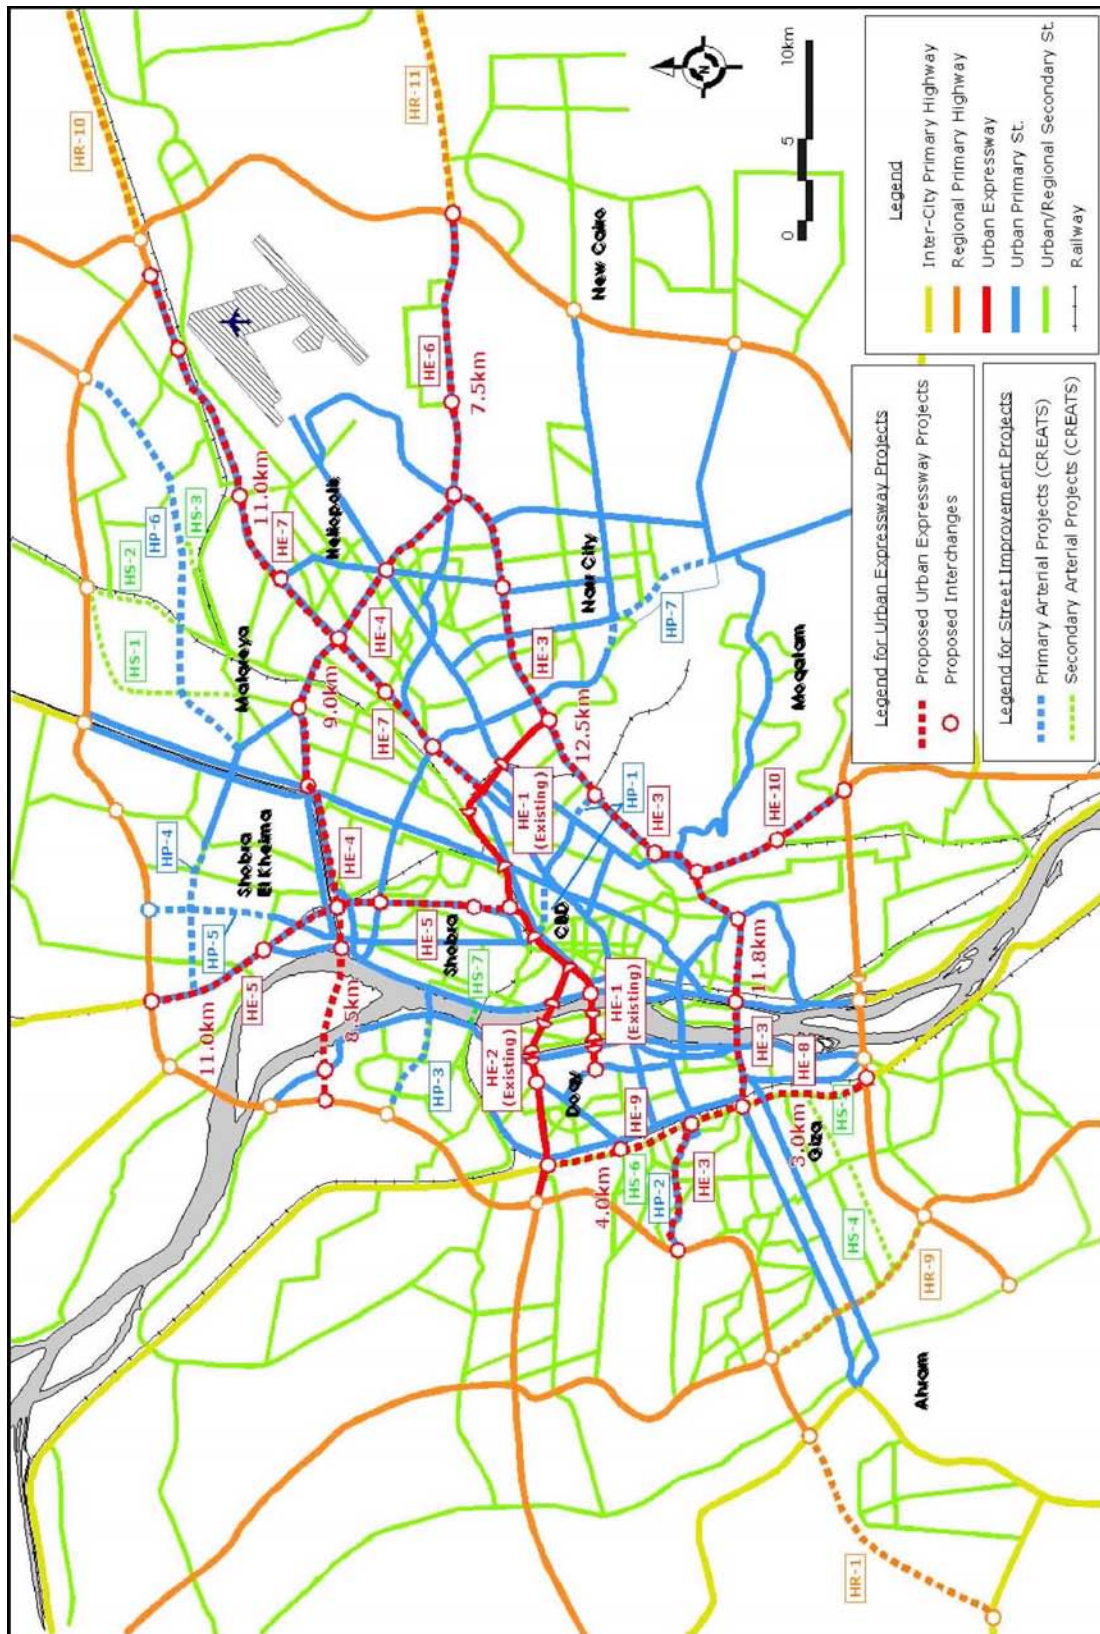 HR-10
HR-11
HS-3
HP-6
HS-2
HS-1
11.0km
HE-7
Heliopolis
HE-6
7.5km
New Cairo
Matareya
HE-4
9.0km
HE-7
HE-3
Nasr City
HP-7
Moqatam
12.5km
HP-1
HE-3
HE-10
HE-1
(Existing)
HP-4
Shobra
El Kheima
HE-4
HP-5
HE-5
HE-5
11.0km
8.5km
Shobra
HS-7
CBD
HP-3
HE-2
(Existing)
HE-1
(Existing)
11.8km
HE-3
HE-8
HE-9
4.0km
HS-6
HP-2
HE-3
3.0km
Giza
HS-4
HR-9
Ahram
HR-1
N
0
5
10km
Legend for Urban Expressway Projects
Proposed Urban Expressway Projects
Proposed Interchanges
Legend for Street Improvement Projects
Primary Arterial Projects (CREATS)
Secondary Arterial Projects (CREATS)
Legend
Inter-City Primary Highway
Regional Primary Highway
Urban Expressway
Urban Primary St.
Urban/Regional Secondary St.
Railway